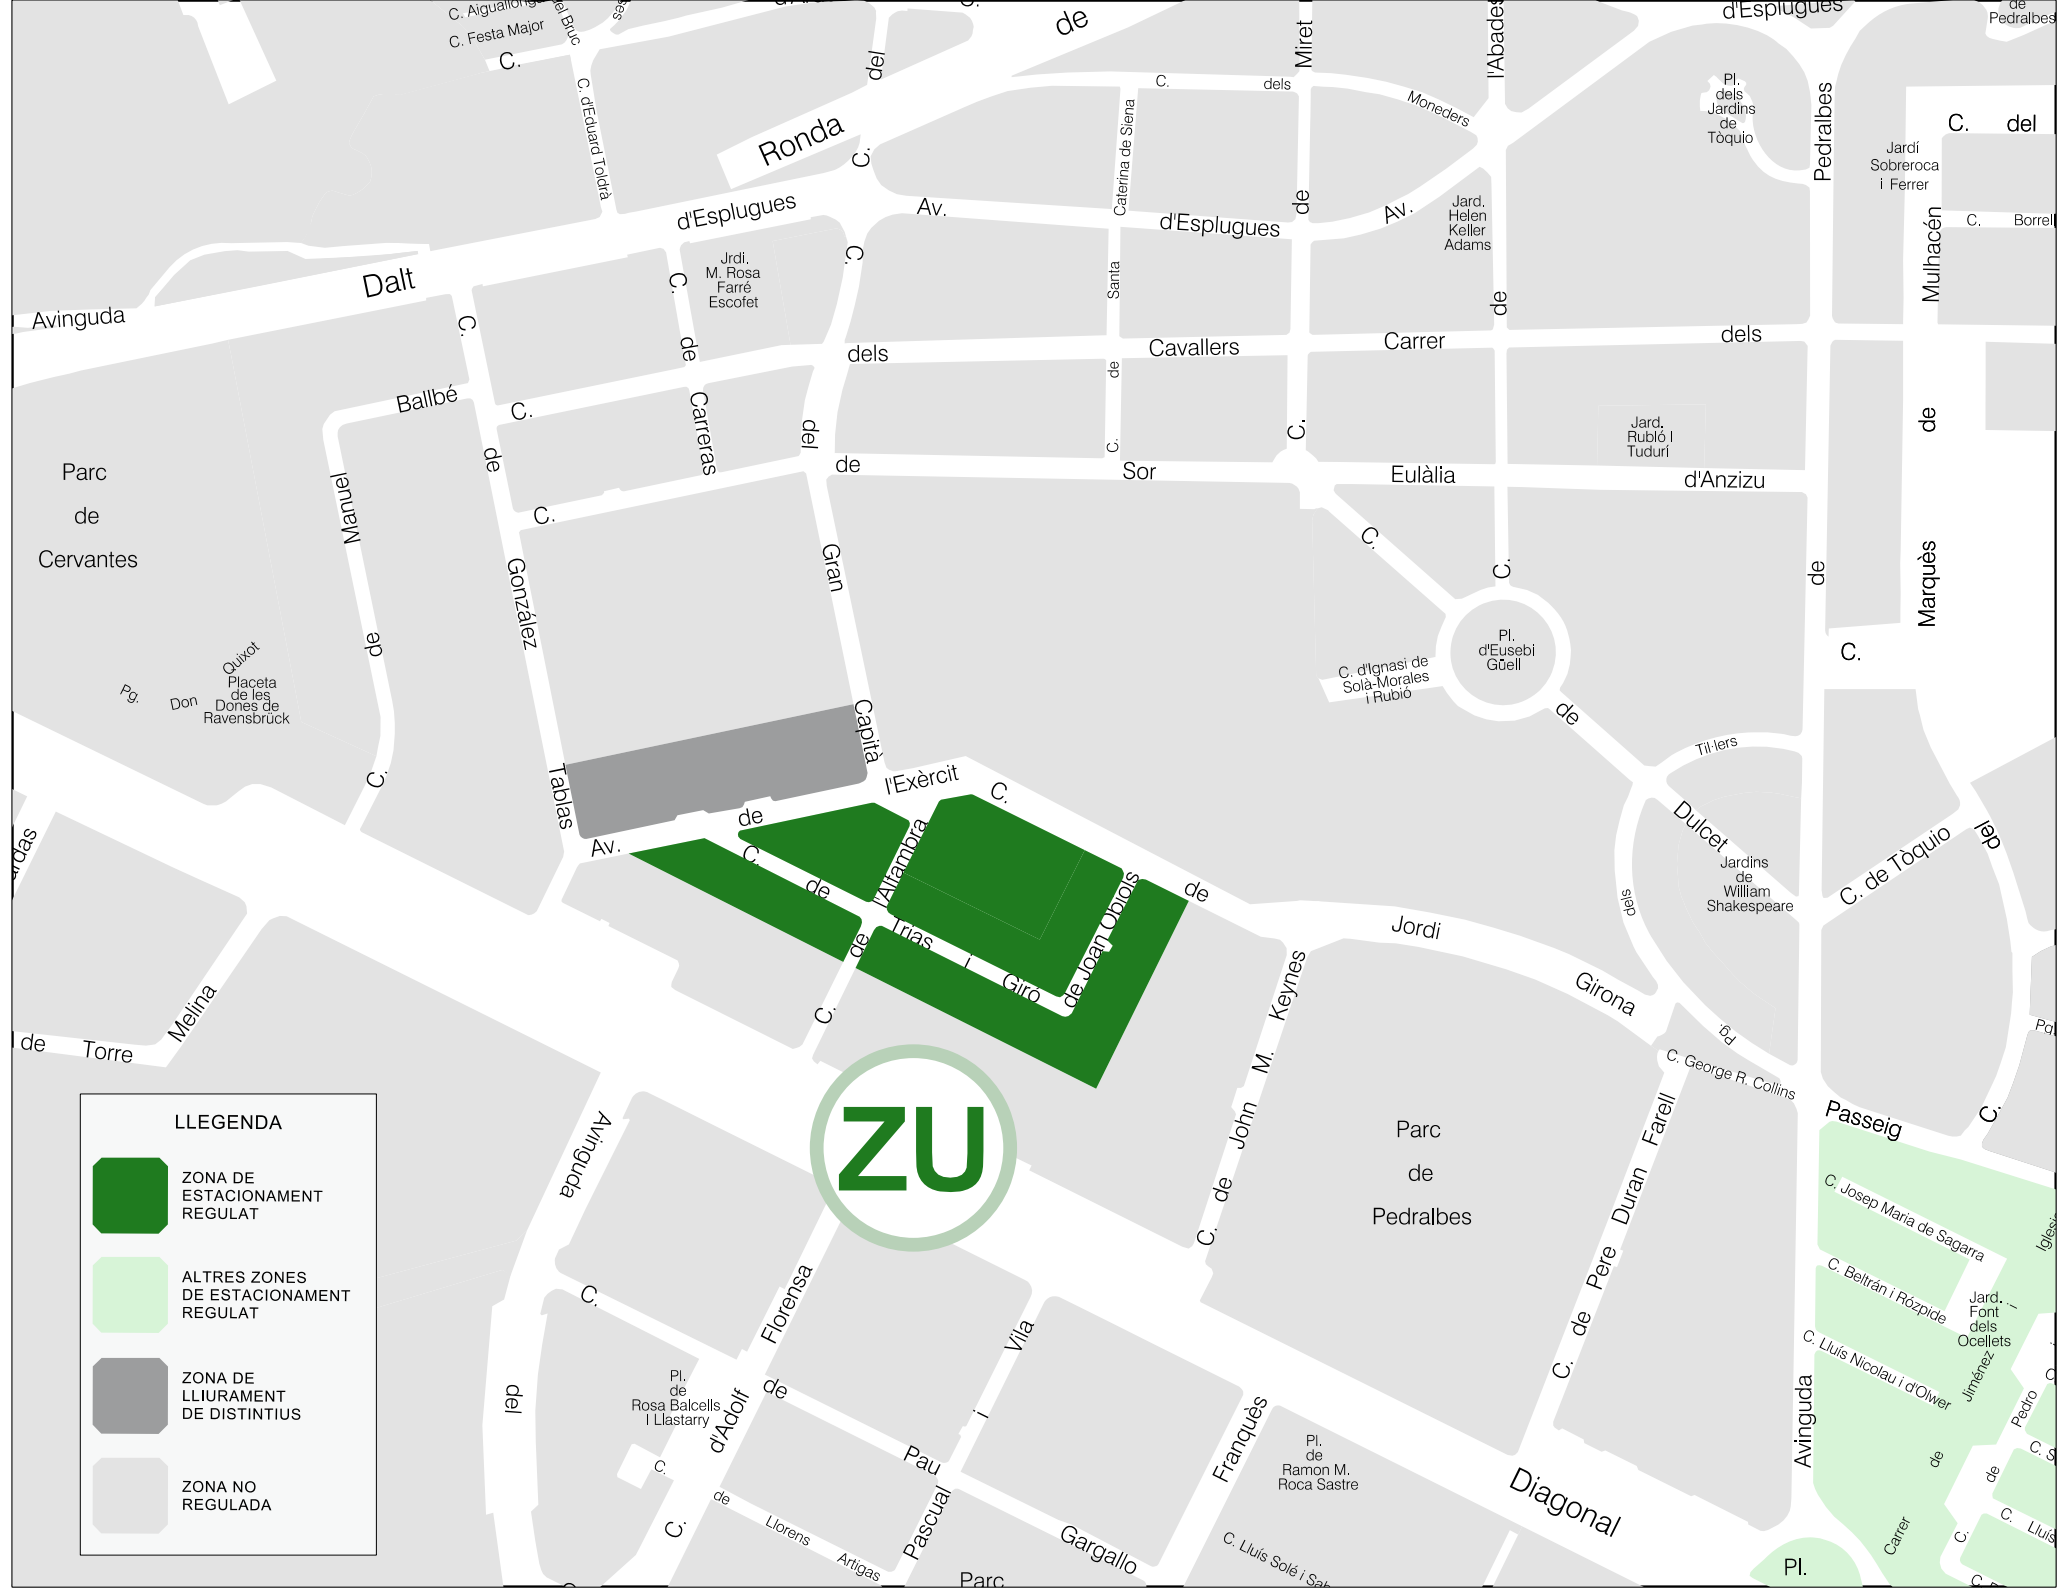 C. Festa Major
del Bruc
C.
C. d'Eduard Toldrà
del
de
Ronda
C.
Miret
l'Abades
d'Esplugues
de
Pedralbes
C.
dels
Moneders
Caterina de Siena
Pl.
dels
Jardins
de
Tòquio
Pedralbes
C. del
Jardí
Sobreroca
i Ferrer
d'Esplugues
Av.
d'Esplugues
de
Av.
Jard.
Helen
Keller
Adams
Mulhacén
C. Borrell
Avinguda
Dalt
C.
C.
Jrdi.
M. Rosa
Farré
Escofet
C.
Santa
de
de
dels
Cavallers
Carrer
dels
Ballbé
C.
Carreras
de
del
C.
C.
de
Jard.
Rubló I
Tudurí
Parc
de
Cervantes
Manuel
de
C.
de
Sor
Eulàlia
d'Anzizu
González
Gran
C.
C.
de
Marquès
Quixot
Pg.
Don
Placeta
de les
Dones de
Ravensbrück
de
C.
Pl.
d'Eusebi
Güell
C. d'Ignasi de
Solà-Morales
i Rubió
C.
Capità
de
Til·lers
Tablas
l'Exèrcit
C.
de
Av.
C.
de
l'Altambra
de
Trias
i
Giró
de Joan Obiols
C.
de
Dulcet
Jardins
de
William
Shakespeare
C. de Tòquio
del
dels
Jordi
Girona
Pg.
C. George R. Collins
Keynes
M.
John
de
C.
de Torre
Melina
ZU
Parc
de
Pedralbes
C. de Pere Duran Farell
Passeig
C.
C. Josep Maria de Sagarra
C. Beltrán i Rózpide
C. Lluís Nicolau i d'Olwer
Jard.
Font
dels
Ocellets
i
Jiménez
de
Carrer
Pedro
de
C.
Avinguda
Avinguda
del
C.
Florensa
d'Adolf
C.
Pl.
de
Rosa Balcells
I Llastarry
C.
de
Llorens
Artigas
de
Pau
Gargallo
Vila
i
Pascual
Franquès
Pl.
de
Ramon M.
Roca Sastre
Diagonal
Parc
Pl.
LLEGENDA
ZONA DE
ESTACIONAMENT
REGULAT
ALTRES ZONES
DE ESTACIONAMENT
REGULAT
ZONA DE
LLIURAMENT
DE DISTINTIUS
ZONA NO
REGULADA